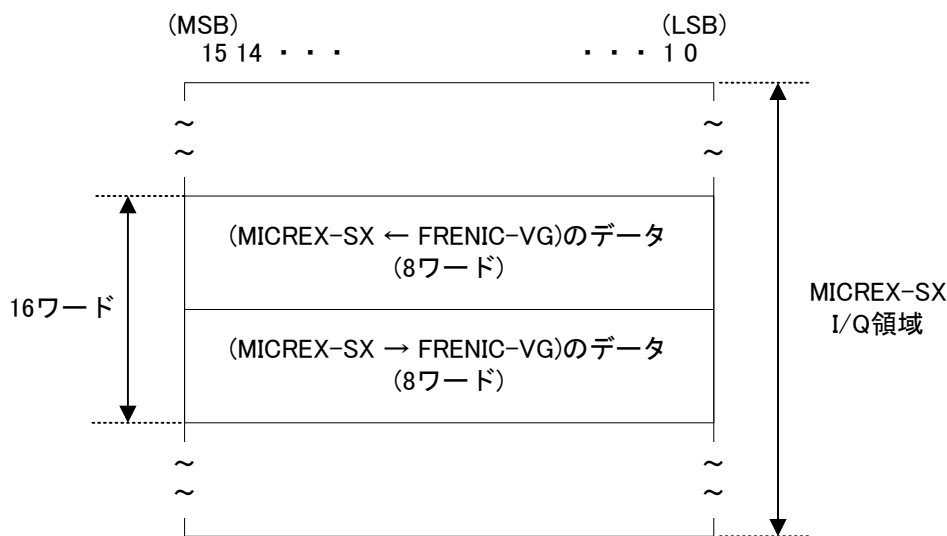 (MSB)
(LSB)
15 14 ・・・
・・・ 1 0
~
~
~
~
(MICREX-SX ← FRENIC-VG)のデータ
(8ワード)
16ワード
(MICREX-SX → FRENIC-VG)のデータ
(8ワード)
MICREX-SX
I/Q領域
~
~
~
~